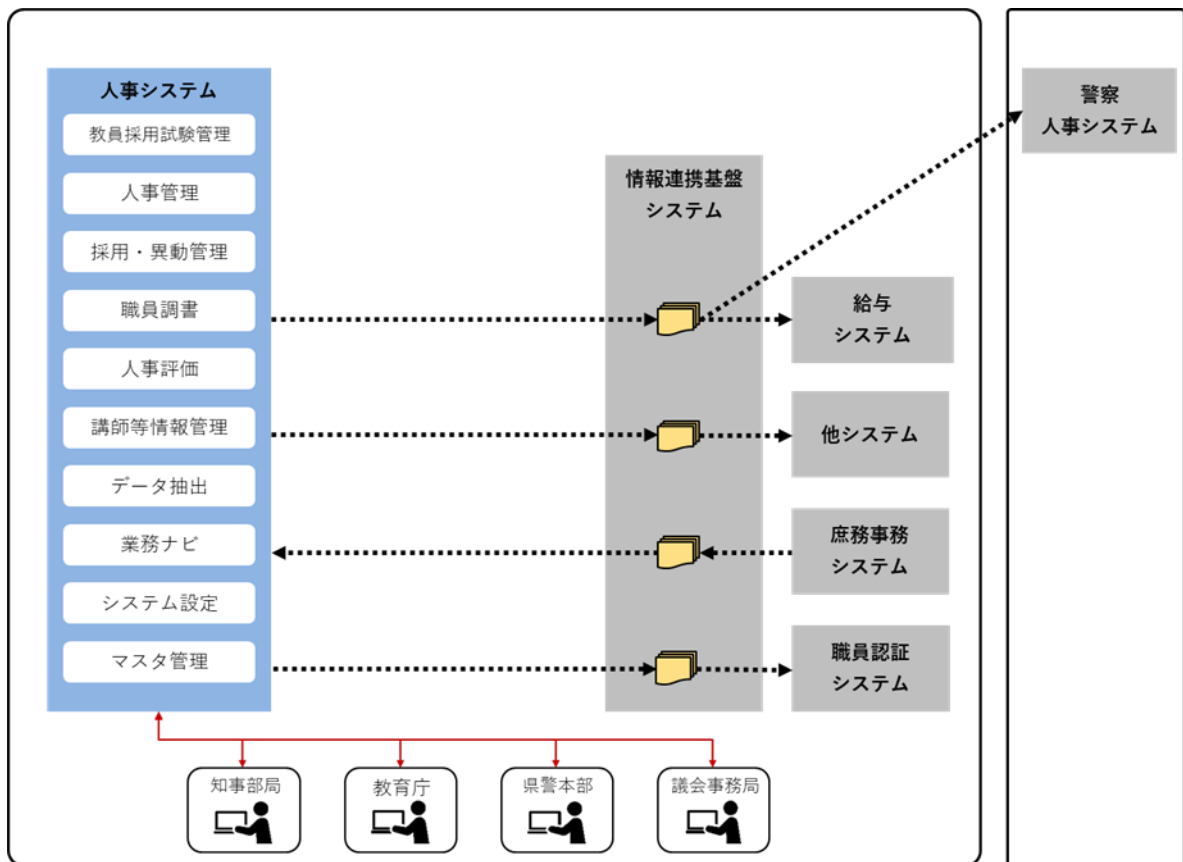 人事システム
教員採用試験管理
人事管理
採用・異動管理
職員調書
人事評価
講師等情報管理
データ抽出
業務ナビ
システム設定
マスタ管理
情報連携基盤
システム
給与
システム
他システム
庶務事務
システム
職員認証
システム
警察
人事システム
知事部局
教育庁
県警本部
議会事務局